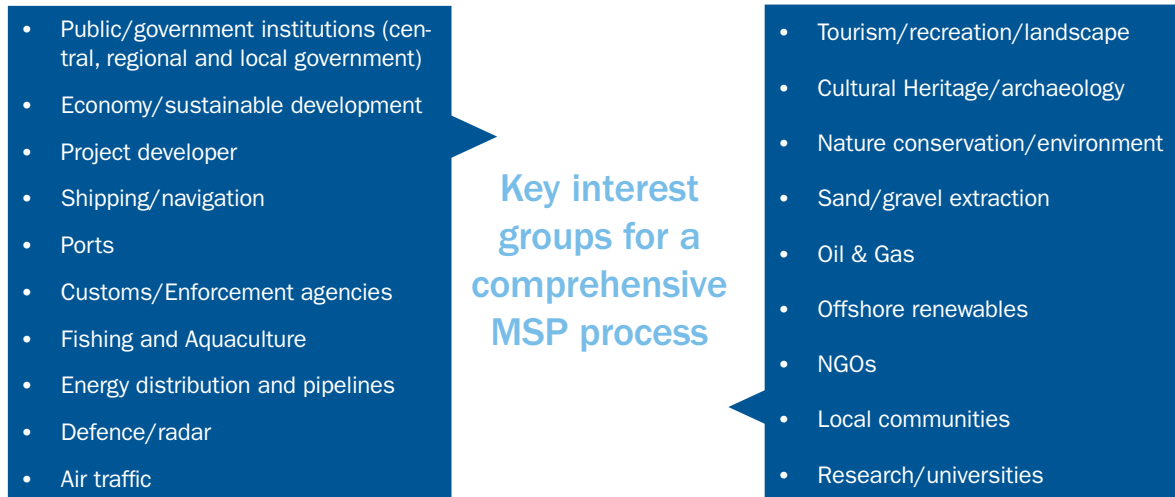 • Public/government institutions (cen-
tral, regional and local government)
• Economy/sustainable development
• Project developer
• Shipping/navigation
• Ports
• Customs/Enforcement agencies
• Fishing and Aquaculture
• Energy distribution and pipelines
• Defence/radar
• Air traffic
Key interest
groups for a
comprehensive
MSP process
• Tourism/recreation/landscape
• Cultural Heritage/archaeology
• Nature conservation/environment
• Sand/gravel extraction
• Oil & Gas
• Offshore renewables
• NGOs
• Local communities
• Research/universities